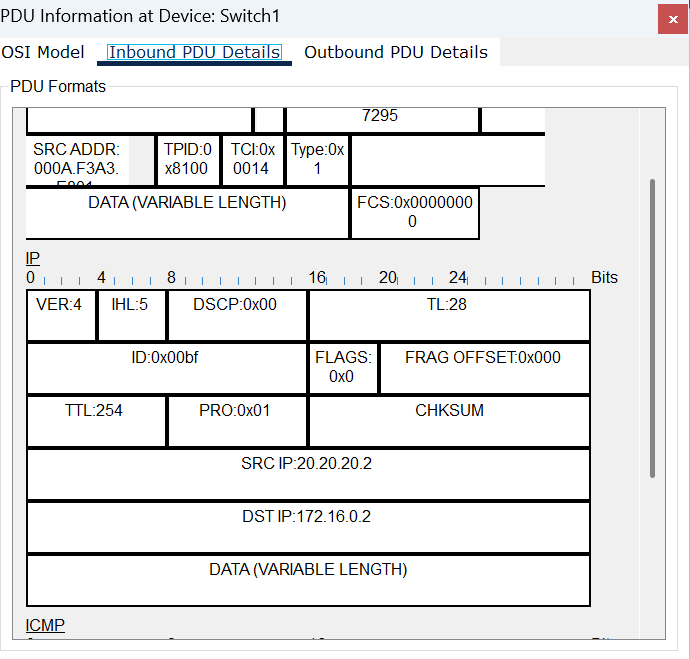 PDU Information at Device: Switch1
×
OSI Model Inbound PDU Details Outbound PDU Details
PDU Formats
7295
SRC ADDR: TPID:0 TCI:0x Type:0x
000A.F3A3. x8100 0014 1
DATA (VARIABLE LENGTH) FCS:0x0000000
0
IP
0 4 8 16 20 24 Bits
VER:4 IHL:5 DSCP:0x00 TL:28
ID:0x00bf FLAGS: FRAG OFFSET:0x000
0x0
TTL:254 PRO:0x01 CHKSUM
SRC IP:20.20.20.2
DST IP:172.16.0.2
DATA (VARIABLE LENGTH)
ICMP